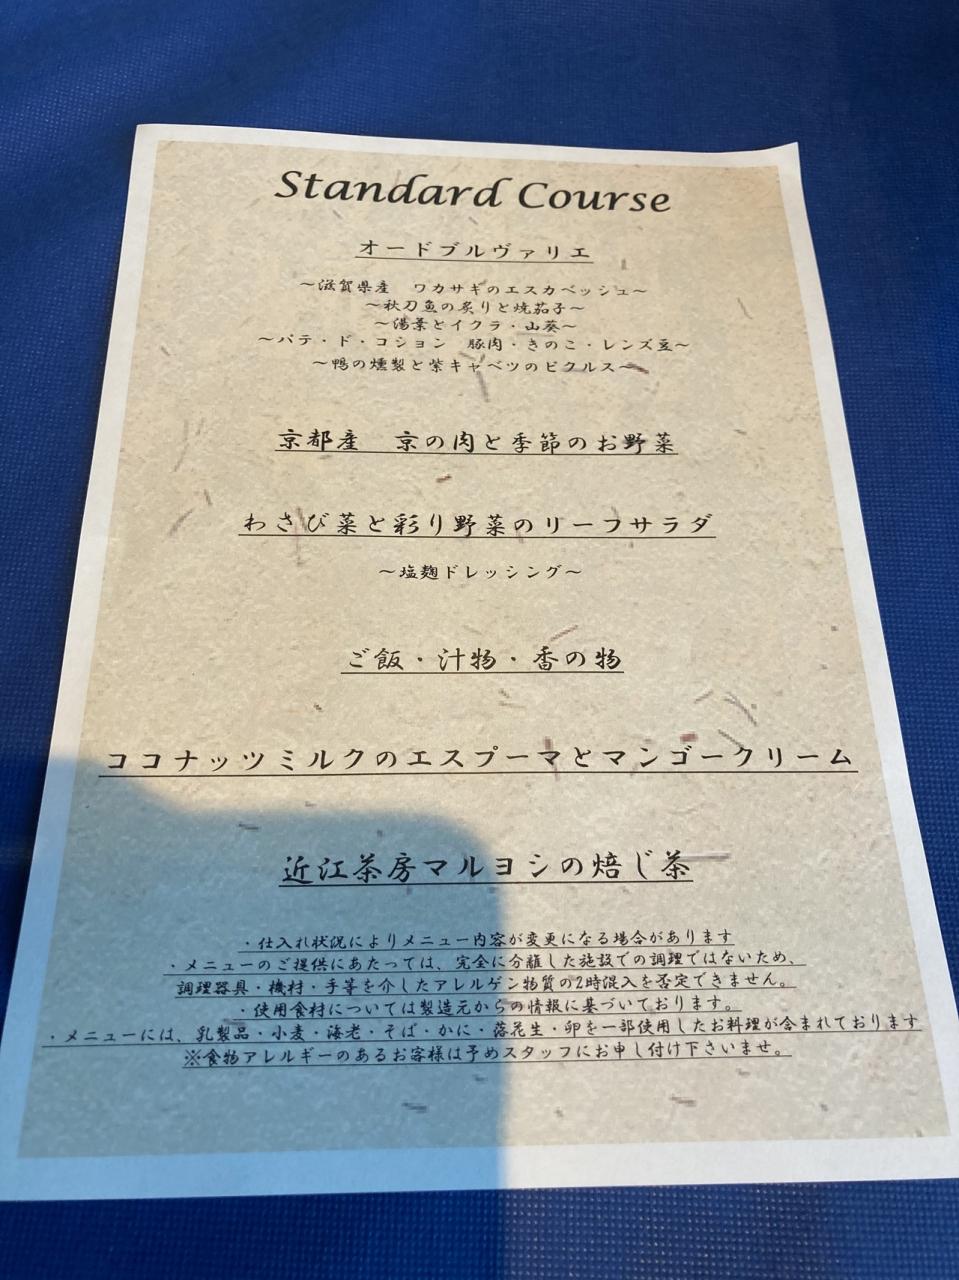 Standard Course
オードブルヴァリエ
～滋賀県産　ワカサギのエスカベッシュ～
～秋刀魚の炙りと焼茄子～
～湯葉とイクラ・山葵～
～パテ・ド・コション　豚肉・きのこ・レンズ豆～
～鴨の燻製と紫キャベツのピクルス～
京都産　京の肉と季節のお野菜
わさび菜と彩り野菜のリーフサラダ
～塩麹ドレッシング～
ご飯・汁物・香の物
ココナッツミルクのエスプーマとマンゴークリーム
近江茶房マルヨシの焙じ茶
・仕入れ状況によりメニュー内容が変更になる場合があります
・メニューのご提供にあたっては、完全に分離した施設での調理ではないため、
調理器具・機材・手等を介したアレルゲン物質の2時混入を否定できません。
・使用食材については製造元からの情報に基づいております。
・メニューには、乳製品・小麦・海老・そば・かに・落花生・卵を一部使用したお料理が含まれております
※食物アレルギーのあるお客様は予めスタッフにお申し付け下さいませ。